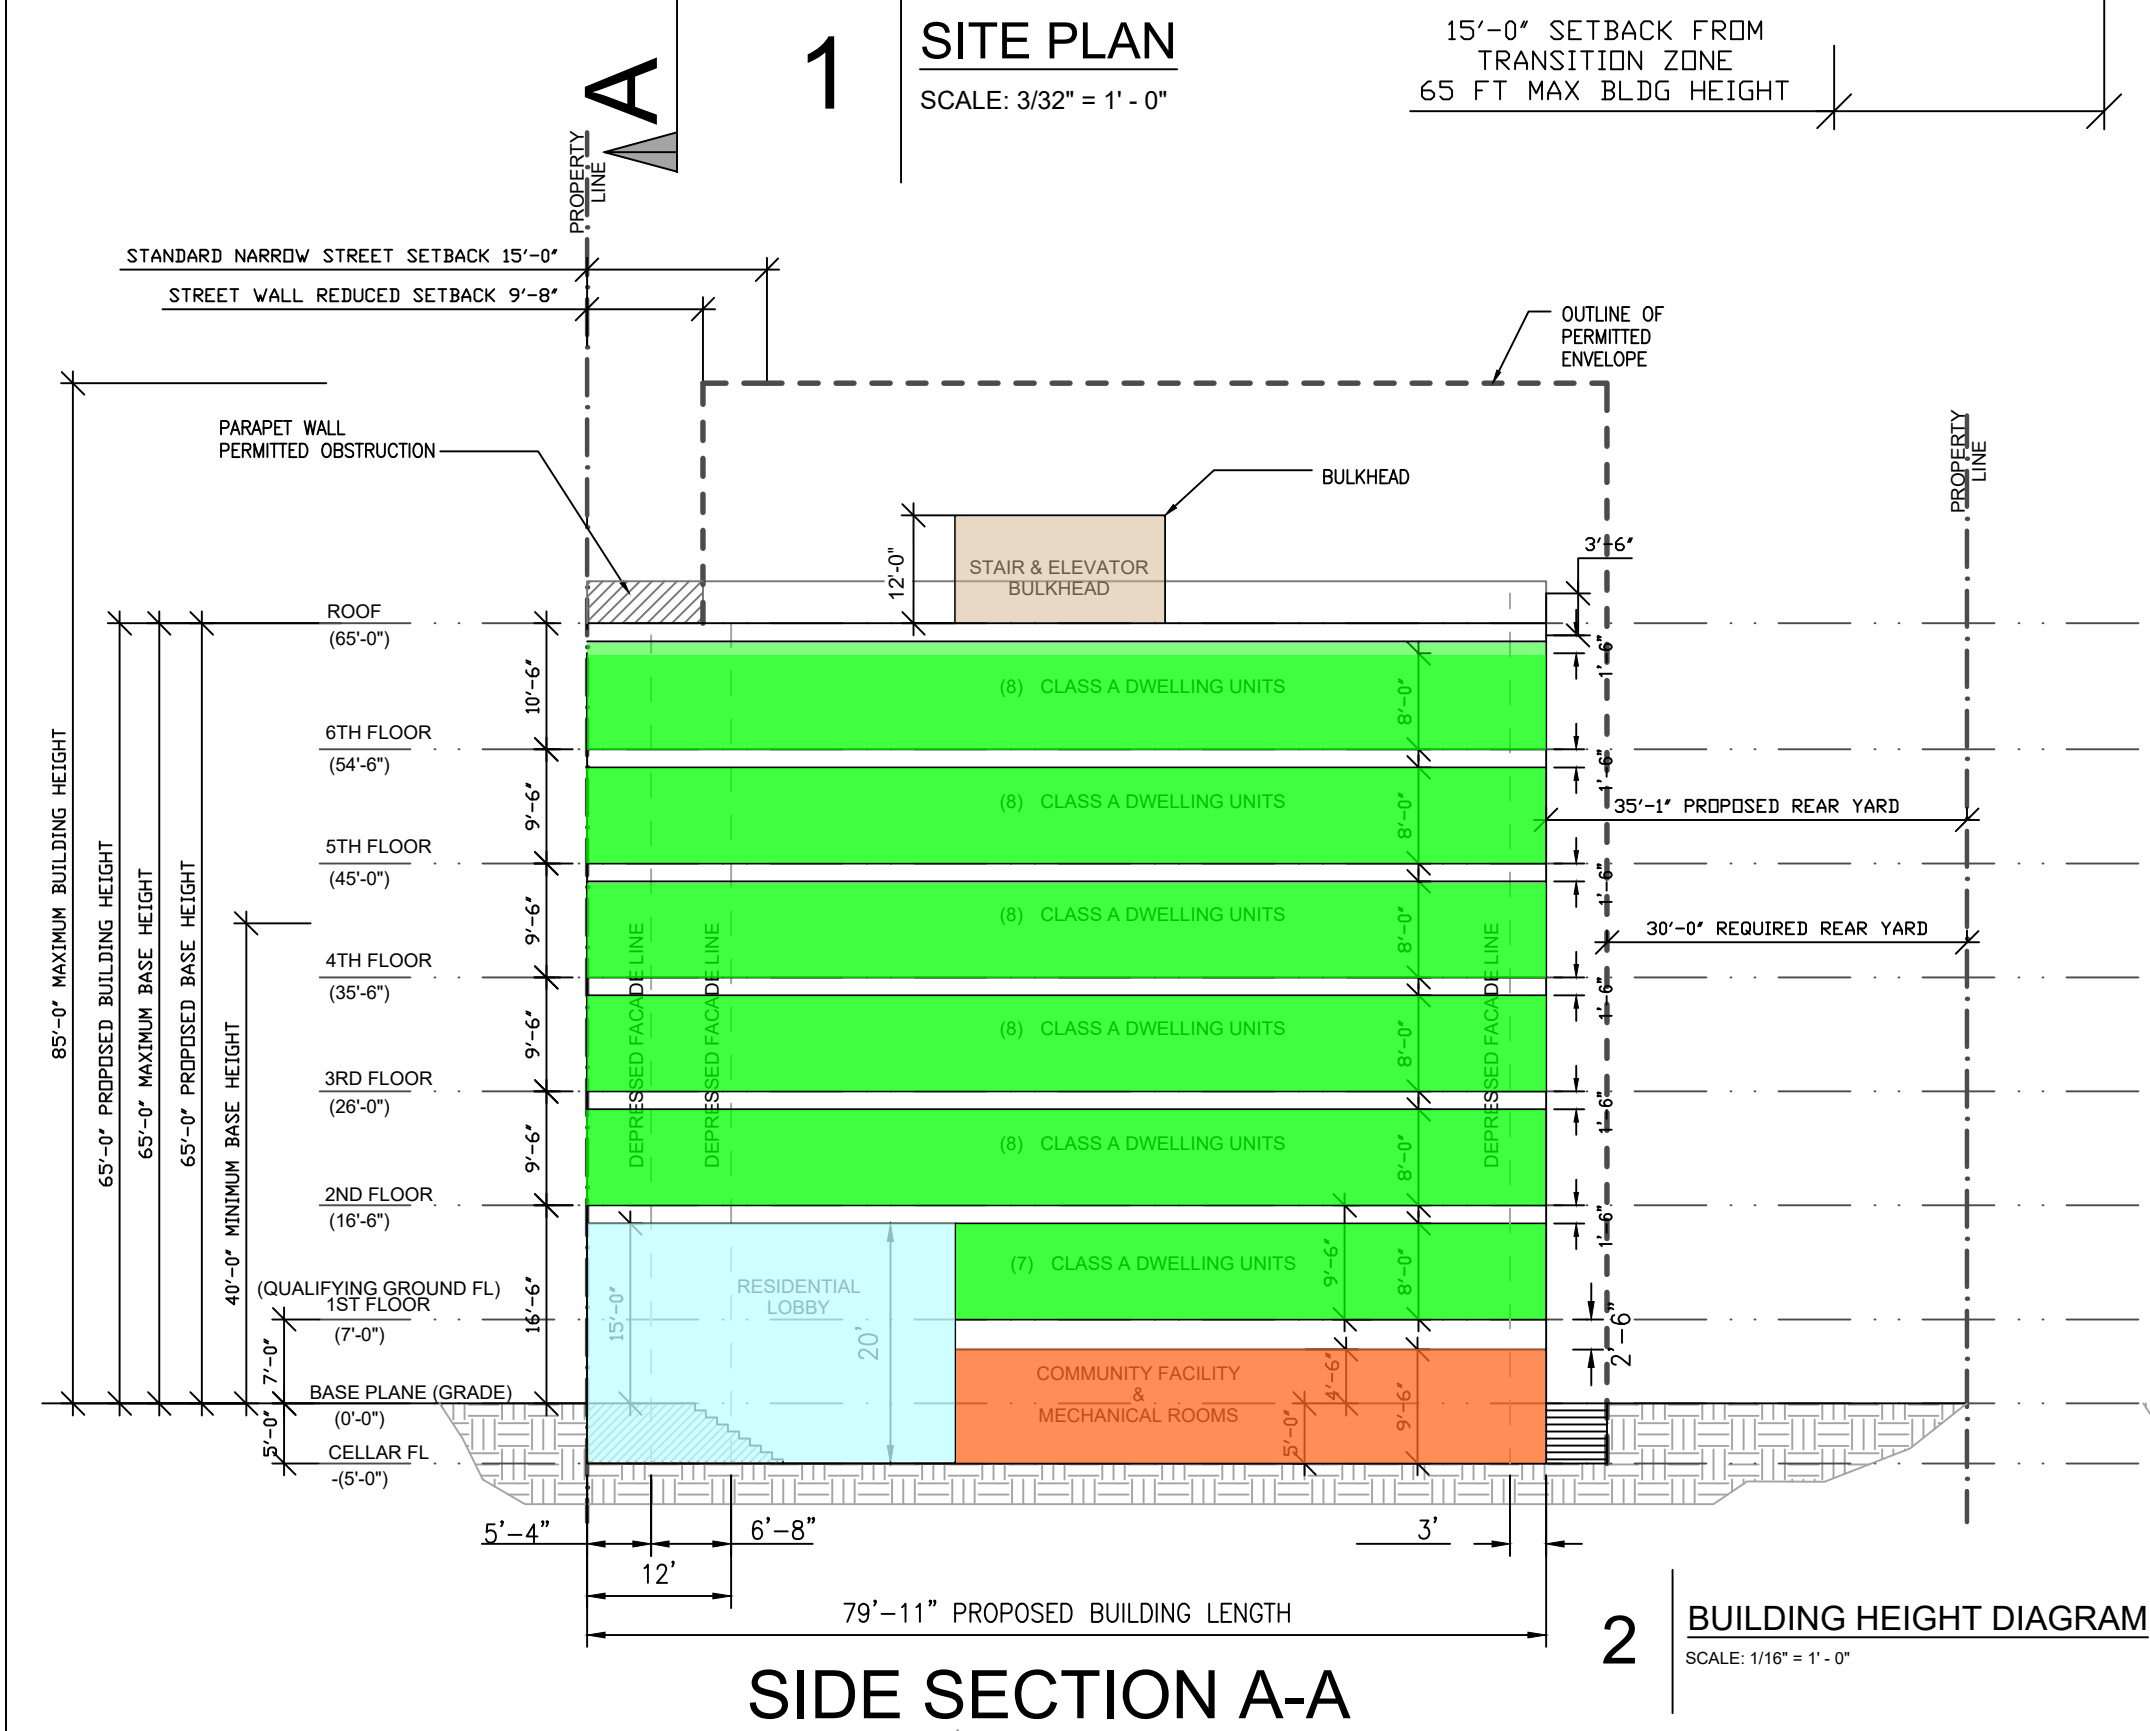 A
1
SITE PLAN
SCALE: 3/32" = 1' - 0"
15'-0" SETBACK FROM
TRANSITION ZONE
65 FT MAX BLDG HEIGHT
PROPERTY
LINE
STANDARD NARROW STREET SETBACK 15'-0"
STREET WALL REDUCED SETBACK 9'-8"
OUTLINE OF
PERMITTED
ENVELOPE
PARAPET WALL
PERMITTED OBSTRUCTION
BULKHEAD
PROPERTY
LINE
12'-0"
STAIR & ELEVATOR
BULKHEAD
3'-6"
ROOF
(65'-0")
10'-6"
(8) CLASS A DWELLING UNITS
8'-0"
1'-6"
6TH FLOOR
(54'-6")
9'-6"
(8) CLASS A DWELLING UNITS
8'-0"
1'-6"
35'-1" PROPOSED REAR YARD
5TH FLOOR
(45'-0")
9'-6"
(8) CLASS A DWELLING UNITS
8'-0"
1'-6"
30'-0" REQUIRED REAR YARD
4TH FLOOR
(35'-6")
9'-6"
(8) CLASS A DWELLING UNITS
8'-0"
1'-6"
3RD FLOOR
(26'-0")
9'-6"
(8) CLASS A DWELLING UNITS
8'-0"
1'-6"
2ND FLOOR
(16'-6")
85'-0" MAXIMUM BUILDING HEIGHT
65'-0" PROPOSED BUILDING HEIGHT
65'-0" MAXIMUM BASE HEIGHT
65'-0" PROPOSED BASE HEIGHT
40'-0" MINIMUM BASE HEIGHT
DEPRESSED FACADE LINE
DEPRESSED FACADE LINE
DEPRESSED FACADE LINE
1'-6"
(QUALIFYING GROUND FL)
1ST FLOOR
(7'-0")
16'-6"
15'-0"
RESIDENTIAL
LOBBY
20'
(7) CLASS A DWELLING UNITS
9'-6"
8'-0"
2'-6"
7'-0"
BASE PLANE (GRADE)
(0'-0")
COMMUNITY FACILITY
&
MECHANICAL ROOMS
4'-6"
5'-0"
9'-6"
5'-0"
CELLAR FL
-(5'-0")
5'-4"
6'-8"
3'
12'
79'-11" PROPOSED BUILDING LENGTH
2
BUILDING HEIGHT DIAGRAM
SCALE: 1/16" = 1' - 0"
SIDE SECTION A-A